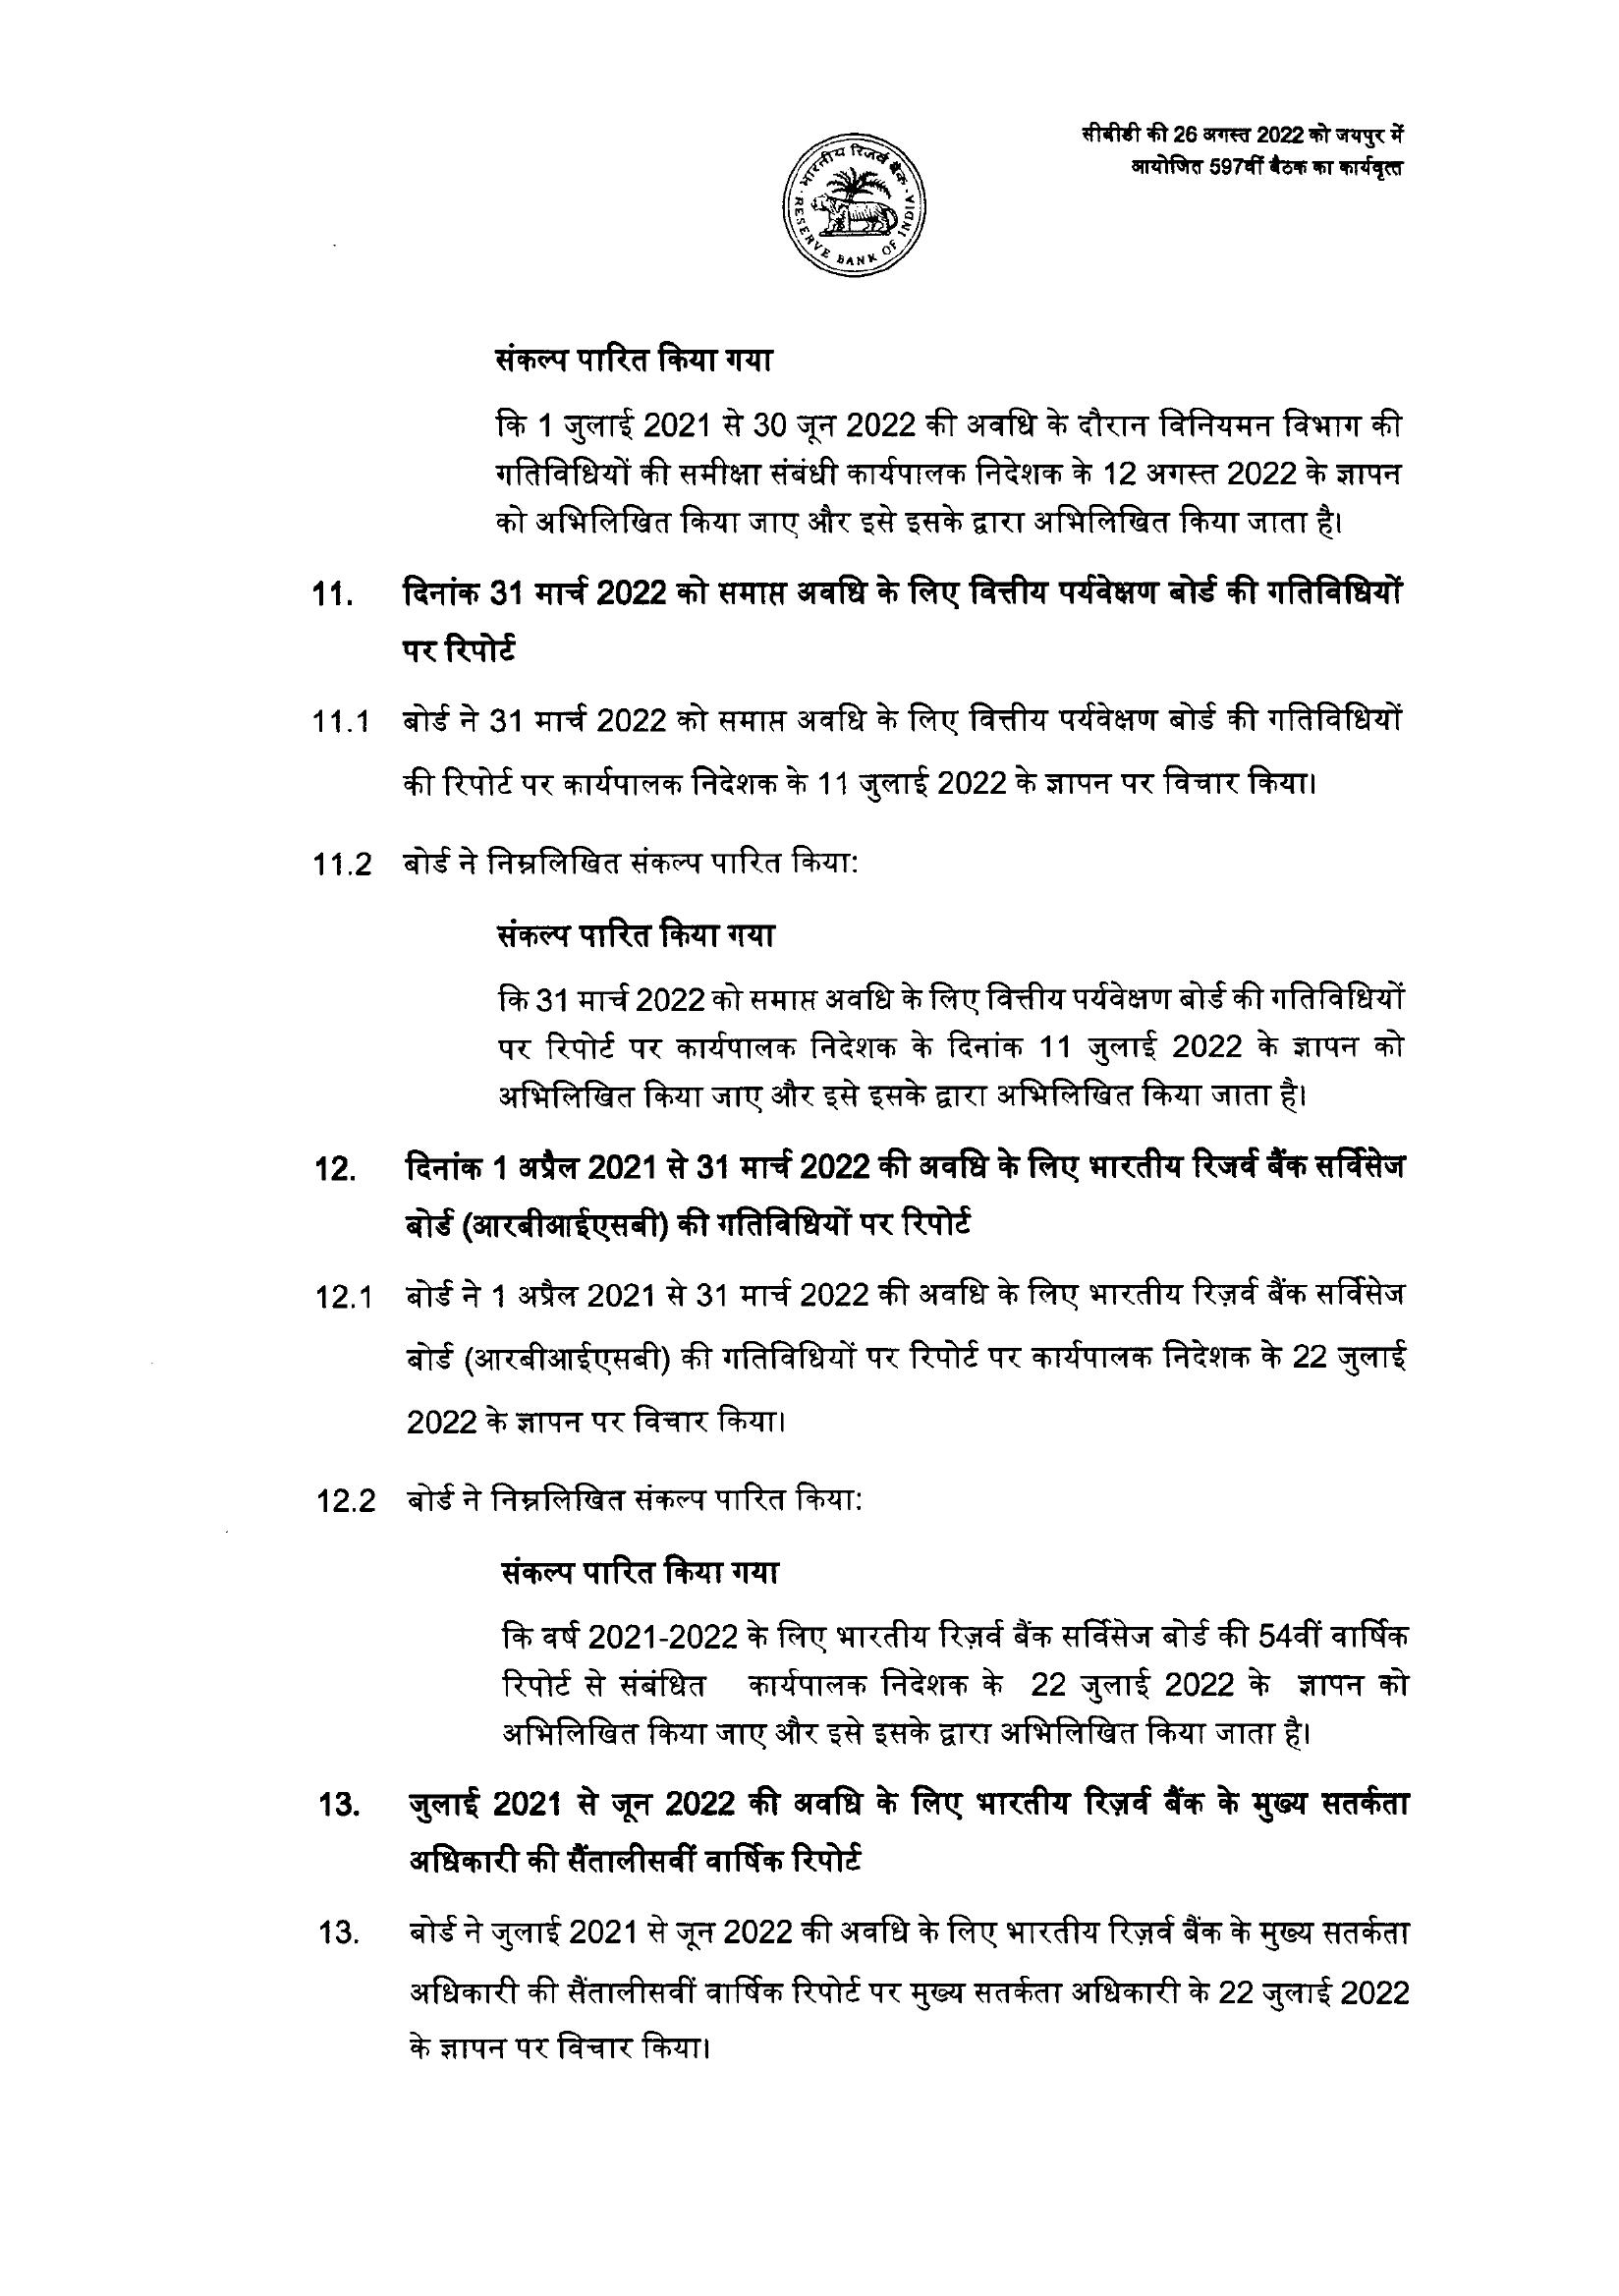 सीबीडी की 26 अगस्त 2022 को जयपुर में
आयोजित 597वीं बैठक का कार्यवृत्त
भारतीय रिज़र्व बैंक
RESERVE BANK OF INDIA
संकल्प पारित किया गया
कि 1 जुलाई 2021 से 30 जून 2022 की अवधि के दौरान विनियमन विभाग की
गतिविधियों की समीक्षा संबंधी कार्यपालक निदेशक के 12 अगस्त 2022 के ज्ञापन
को अभिलिखित किया जाए और इसे इसके द्वारा अभिलिखित किया जाता है।
11. दिनांक 31 मार्च 2022 को समाप्त अवधि के लिए वित्तीय पर्यवेक्षण बोर्ड की गतिविधियों
पर रिपोर्ट
11.1 बोर्ड ने 31 मार्च 2022 को समाप्त अवधि के लिए वित्तीय पर्यवेक्षण बोर्ड की गतिविधियों
की रिपोर्ट पर कार्यपालक निदेशक के 11 जुलाई 2022 के ज्ञापन पर विचार किया।
11.2 बोर्ड ने निम्नलिखित संकल्प पारित किया:
संकल्प पारित किया गया
कि 31 मार्च 2022 को समाप्त अवधि के लिए वित्तीय पर्यवेक्षण बोर्ड की गतिविधियों
पर रिपोर्ट पर कार्यपालक निदेशक के दिनांक 11 जुलाई 2022 के ज्ञापन को
अभिलिखित किया जाए और इसे इसके द्वारा अभिलिखित किया जाता है।
12. दिनांक 1 अप्रैल 2021 से 31 मार्च 2022 की अवधि के लिए भारतीय रिजर्व बैंक सर्विसेज
बोर्ड (आरबीआईएसबी) की गतिविधियों पर रिपोर्ट
12.1 बोर्ड ने 1 अप्रैल 2021 से 31 मार्च 2022 की अवधि के लिए भारतीय रिज़र्व बैंक सर्विसेज
बोर्ड (आरबीआईएसबी) की गतिविधियों पर रिपोर्ट पर कार्यपालक निदेशक के 22 जुलाई
2022 के ज्ञापन पर विचार किया।
12.2 बोर्ड ने निम्नलिखित संकल्प पारित किया:
संकल्प पारित किया गया
कि वर्ष 2021-2022 के लिए भारतीय रिज़र्व बैंक सर्विसेज बोर्ड की 54वीं वार्षिक
रिपोर्ट से संबंधित कार्यपालक निदेशक के 22 जुलाई 2022 के ज्ञापन को
अभिलिखित किया जाए और इसे इसके द्वारा अभिलिखित किया जाता है।
13. जुलाई 2021 से जून 2022 की अवधि के लिए भारतीय रिज़र्व बैंक के मुख्य सतर्कता
अधिकारी की सैंतालीसवीं वार्षिक रिपोर्ट
13. बोर्ड ने जुलाई 2021 से जून 2022 की अवधि के लिए भारतीय रिज़र्व बैंक के मुख्य सतर्कता
अधिकारी की सैंतालीसवीं वार्षिक रिपोर्ट पर मुख्य सतर्कता अधिकारी के 22 जुलाई 2022
के ज्ञापन पर विचार किया।